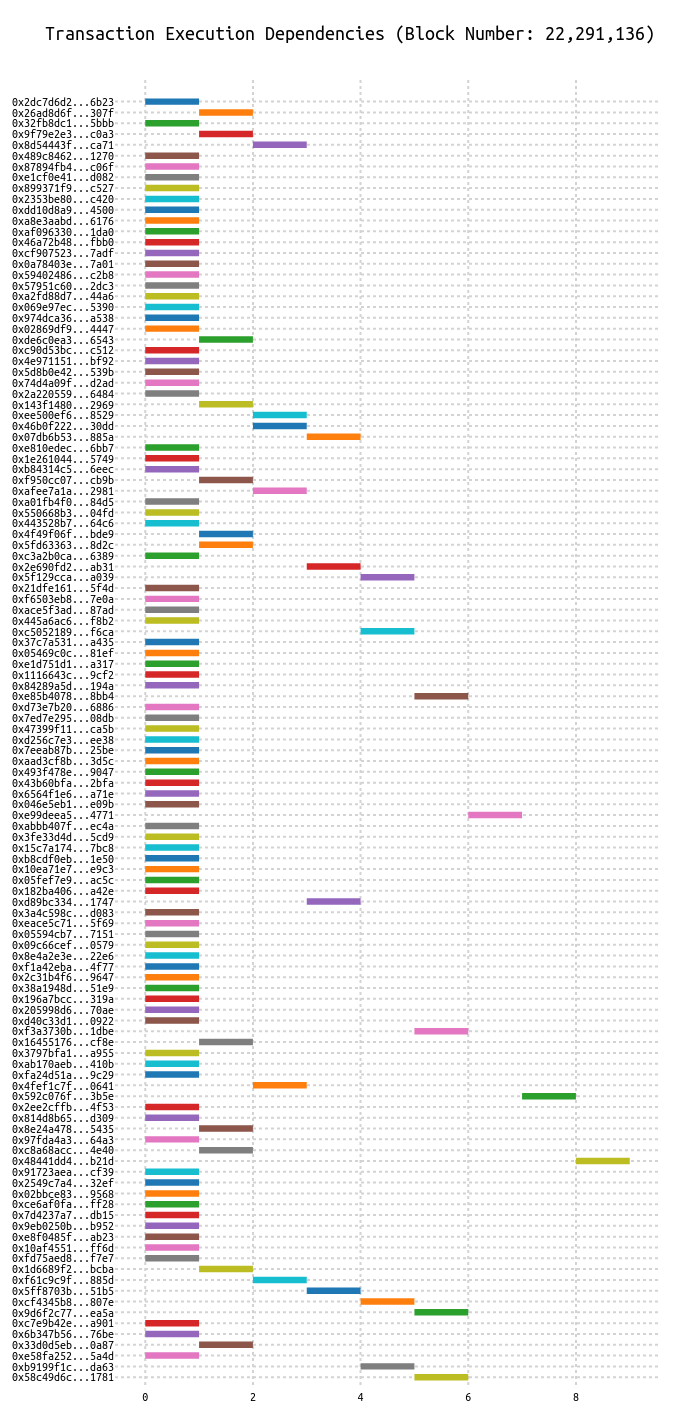 Transaction Execution Dependencies (Block Number: 22,291,136)
0x2dc7d6d2...6b23
0x26ad8d6f...307f
0x32fb8dc1...5bbb
0x9f79e2e3...c0a3
0x8d54443f...ca71
0x489c8462...1270
0x87894fb4...c06f
0xe1cf0e41...d082
0x899371f9...c527
0x2353be80...c420
0xdd10d8a9...4500
0xa8e3aabd...6176
0xaf096330...1da0
0x46a72b48...fbb0
0xcf907523...7adf
0x0a78403e...7a01
0x59402486...c2b8
0x57951c60...2dc3
0xa2fd88d7...44a6
0x069e97ec...5390
0x974dca36...a538
0x02869df9...4447
0xde6c0ea3...6543
0xc90d53bc...c512
0x4e971151...bf92
0x5d8b0e42...539b
0x74d4a09f...d2ad
0x2a220559...6484
0x143f1480...2969
0xee500ef6...8529
0x46b0f222...30dd
0x07db6b53...885a
0xe810edec...6bb7
0x1e261044...5749
0xb84314c5...6eec
0xf950cc07...cb9b
0xafee7a1a...2981
0xa01fb4f0...84d5
0x550668b3...04fd
0x443528b7...64c6
0x4f49f06f...bde9
0x5fd63363...8d2c
0xc3a2b0ca...6389
0x2e690fd2...ab31
0x5f129cca...a039
0x21dfe161...5f4d
0xf6503eb8...7e0a
0xace5f3ad...87ad
0x445a6ac6...f8b2
0xc5052189...f6ca
0x37c7a531...a435
0x05469c0c...81ef
0xe1d751d1...a317
0x1116643c...9cf2
0x84289a5d...194a
0xe85b4078...8bb4
0xd73e7b20...6886
0x7ed7e295...08db
0x47399f11...ca5b
0xd256c7e3...ee38
0x7eeab87b...25be
0xaad3cf8b...3d5c
0x493f478e...9047
0x43b60bfa...2bfa
0x6564f1e6...a71e
0x046e5eb1...e09b
0xe99deea5...4771
0xabbb407f...ec4a
0x3fe33d4d...5cd9
0x15c7a174...7bc8
0xb8cdf0eb...1e50
0x10ea71e7...e9c3
0x05fef7e9...ac5c
0x182ba406...a42e
0xd89bc334...1747
0x3a4c598c...d083
0xeace5c71...5f69
0x05594cb7...7151
0x09c66cef...0579
0x8e4a2e3e...22e6
0xf1a42eba...4f77
0x2c31b4f6...9647
0x38a1948d...51e9
0x196a7bcc...319a
0x205998d6...70ae
0xd40c33d1...0922
0xf3a3730b...1dbe
0x16455176...cf8e
0x3797bfa1...a955
0xab170aeb...410b
0xfa24d51a...9c29
0x4fef1c7f...0641
0x592c076f...3b5e
0x2ee2cffb...4f53
0x814d8b65...d309
0x8e24a478...5435
0x97fda4a3...64a3
0xc8a68acc...4e40
0x48441dd4...b21d
0x91723aea...cf39
0x2549c7a4...32ef
0x02bbce83...9568
0xce6af0fa...ff28
0x7d4237a7...db15
0x9eb0250b...b952
0xe8f0485f...ab23
0x10af4551...ff6d
0xfd75aed8...f7e7
0x1d6689f2...bcba
0xf61c9c9f...885d
0x5ff8703b...51b5
0xcf4345b8...807e
0x9d6f2c77...ea5a
0xc7e9b42e...a901
0x6b347b56...76be
0x33d0d5eb...0a87
0xe58fa252...5a4d
0xb9199f1c...da63
0x58c49d6c...1781
0 2 4 6 8